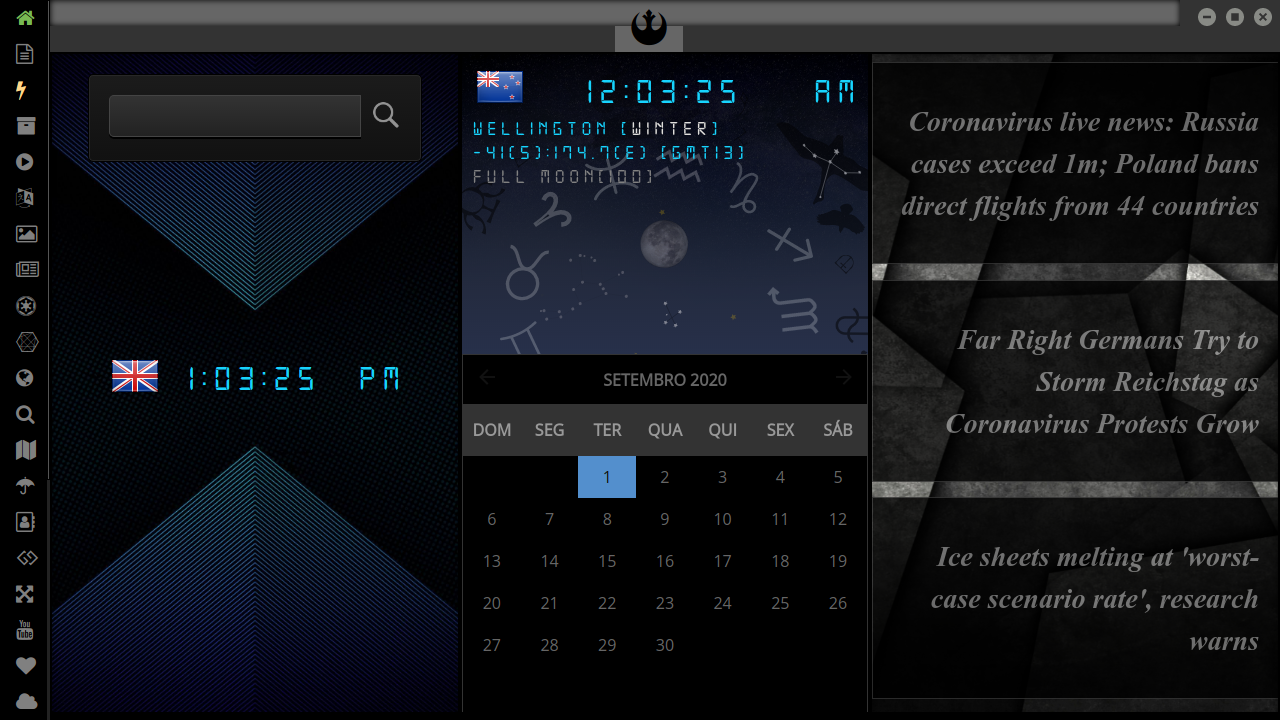 1:03:25 PM
12:03:25 AM
WELLINGTON [WINTER]
-41(S):174.7(E) [GMT13]
FULL MOON[100]
SETEMBRO 2020
DOM SEG TER QUA QUI SEX SÁB
1 2 3 4 5
6 7 8 9 10 11 12
13 14 15 16 17 18 19
20 21 22 23 24 25 26
27 28 29 30
Coronavirus live news: Russia
cases exceed 1m; Poland bans
direct flights from 44 countries
Far Right Germans Try to
Storm Reichstag as
Coronavirus Protests Grow
Ice sheets melting at 'worst-
case scenario rate', research
warns
You
Tube